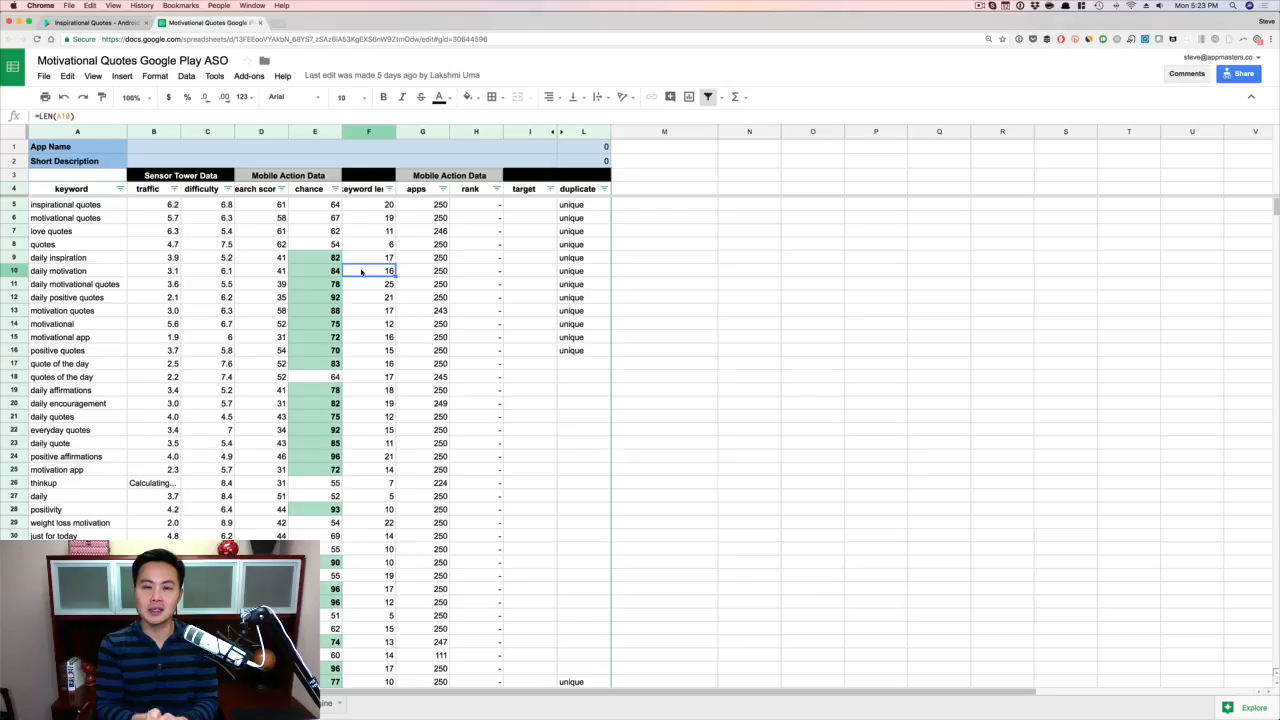 Chrome File Edit View History Bookmarks People Window Help Mon 5:23 PM
Inspirational Quotes - Android Motivational Quotes Google Pl Steve
Secure https://docs.google.com/spreadsheets/d/
Motivational Quotes Google Play ASO steve@appmasters.co
File Edit View Insert Format Data Tools Add-ons Help Last edit was made 5 days ago by Lakshmi Uma Comments Share
100% $ % .0 .00 123 Arial 10 B I A
fx =LEN(A10)
A B C D E F G H I L M N O P Q R S T U V
1 App Name 0
2 Short Description 0
3 Sensor Tower Data Mobile Action Data Mobile Action Data
4 keyword traffic difficulty earch scor chance keyword ler apps rank target duplicate
5 inspirational quotes 6.2 6.8 61 64 20 250 - unique
6 motivational quotes 5.7 6.3 58 67 19 250 - unique
7 love quotes 6.3 5.4 61 62 11 246 - unique
8 quotes 4.7 7.5 62 54 6 250 - unique
9 daily inspiration 3.9 5.2 41 82 17 250 - unique
10 daily motivation 3.1 6.1 41 84 16 250 - unique
11 daily motivational quotes 3.6 5.5 39 78 25 250 - unique
12 daily positive quotes 2.1 6.2 35 92 21 250 - unique
13 motivation quotes 3.0 6.3 58 88 17 243 - unique
14 motivational 5.6 6.7 52 75 12 250 - unique
15 motivational app 1.9 6 31 72 16 250 - unique
16 positive quotes 3.7 5.8 54 70 15 250 - unique
17 quote of the day 2.5 7.6 52 83 16 250 -
18 quotes of the day 2.2 7.4 52 64 17 245 -
19 daily affirmations 3.4 5.2 41 78 18 250 -
20 daily encouragement 3.0 5.7 31 82 19 249 -
21 daily quotes 4.0 4.5 43 75 12 250 -
22 everyday quotes 3.4 7 34 92 15 250 -
23 daily quote 3.5 5.4 43 85 11 250 -
24 positive affirmations 4.0 4.9 46 96 21 250 -
25 motivation app 2.3 5.7 31 72 14 250 -
26 thinkup Calculating... 8.4 31 55 7 224 -
27 daily 3.7 8.4 51 52 5 250 -
28 positivity 4.2 6.4 44 93 10 250 -
29 weight loss motivation 2.0 8.9 42 54 22 250 -
30 just for today 4.8 6.2 44 69 14 250 -
55 10 250 -
90 10 250 -
55 19 250 -
96 17 250 -
96 12 250 -
51 5 250 -
62 15 250 -
74 13 247 -
60 14 111 -
96 17 250 -
77 10 250 - unique
Explore